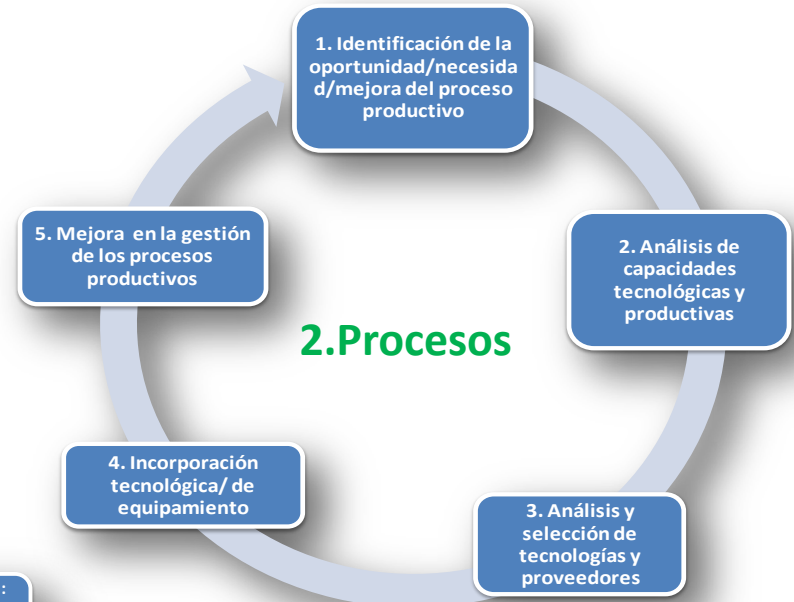 1. Identificación de la
oportunidad/necesida
d/mejora del proceso
productivo
2. Análisis de
capacidades
tecnológicas y
productivas
3. Análisis y
selección de
tecnologías y
proveedores
4. Incorporación
tecnológica/ de
equipamiento
5. Mejora en la gestión
de los procesos
productivos
2.Procesos
: